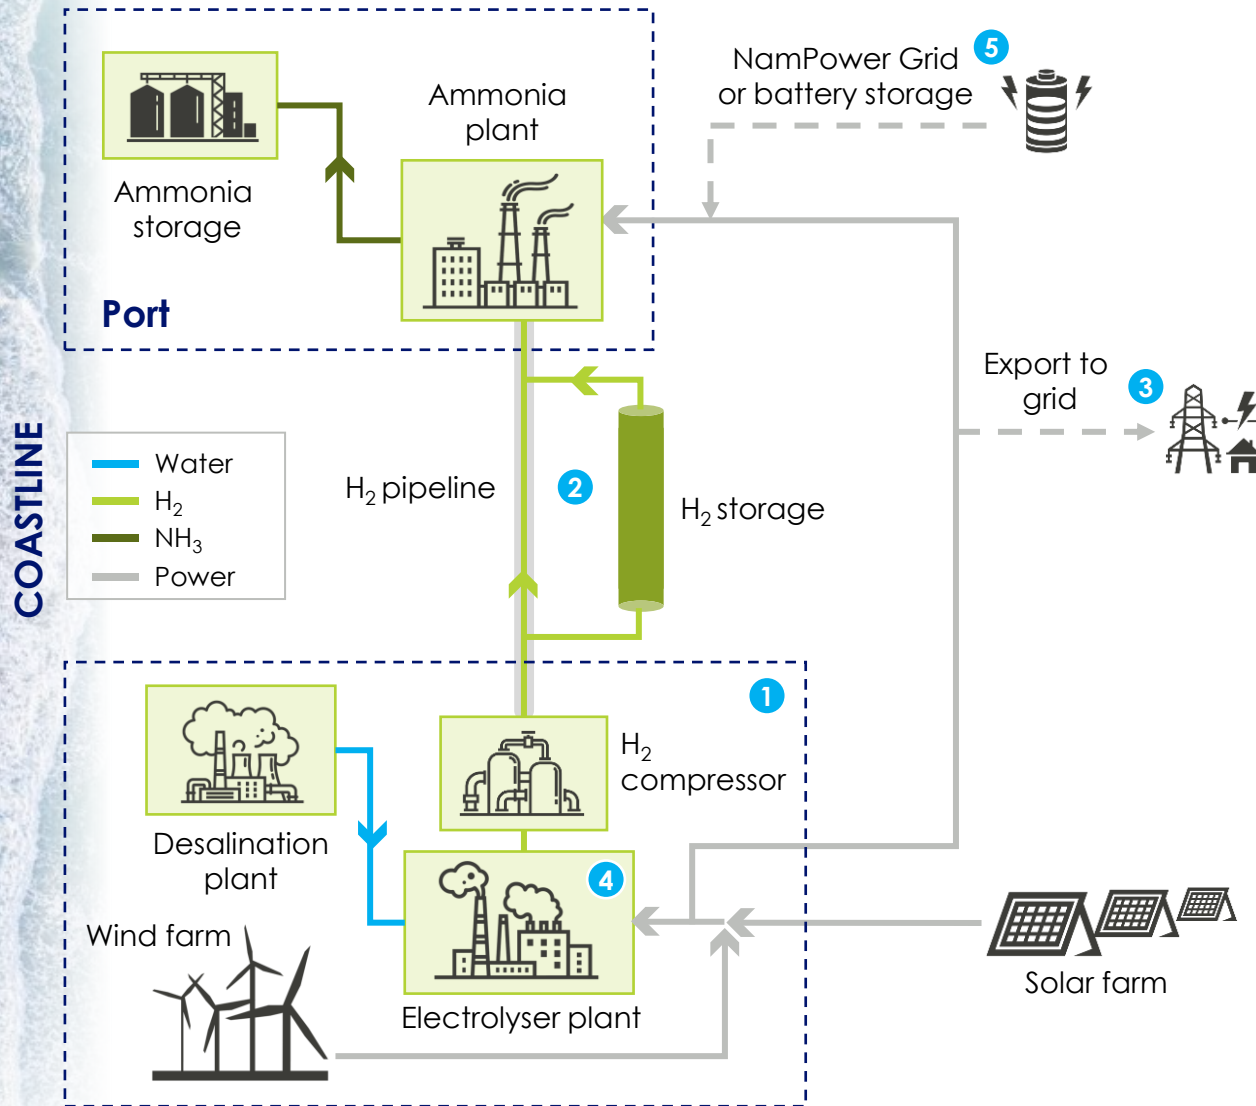 NamPower Grid
or battery storage
5
Ammonia
plant
Ammonia
storage
Port
Export to
grid
3
COASTLINE
Water
H₂
NH₃
Power
H₂ pipeline
2
H₂ storage
1
H₂
compressor
Desalination
plant
4
Wind farm
Electrolyser plant
Solar farm